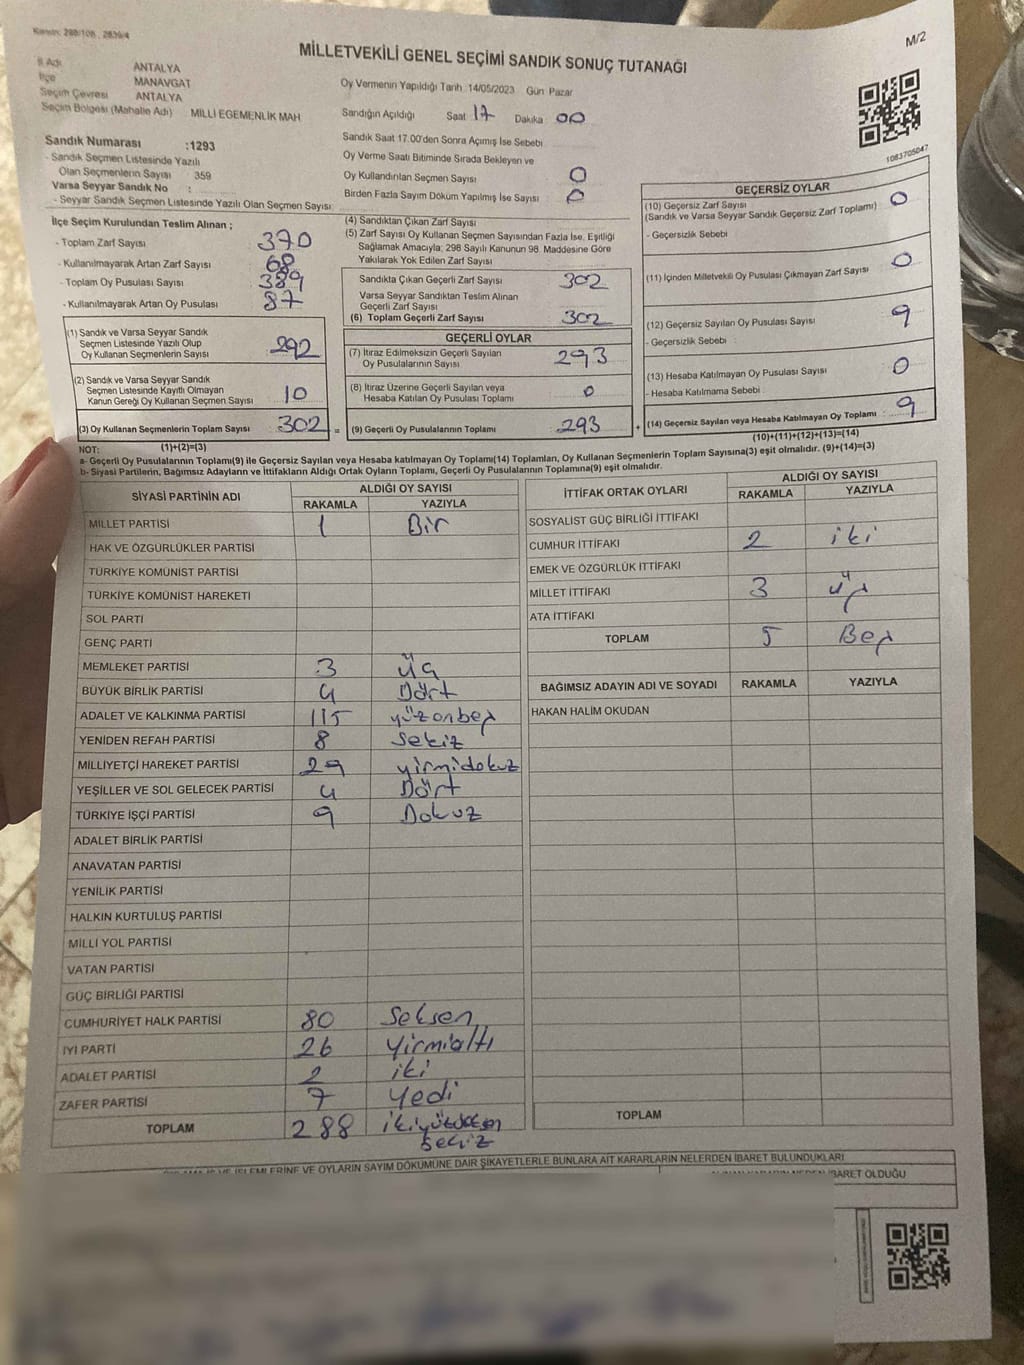 Kanun: 298/106, 2839/4
M/2
MİLLETVEKİLİ GENEL SEÇİMİ SANDIK SONUÇ TUTANAĞI
İl Adı ANTALYA
İlçe MANAVGAT
Seçim Çevresi ANTALYA
Seçim Bölgesi (Mahalle Adı) MİLLİ EGEMENLİK MAH
Oy Vermenin Yapıldığı Tarih :14/05/2023 Gün Pazar
Sandığın Açıldığı Saat 17 Dakika 00
Sandık Saat 17.00'den Sonra Açımış İse Sebebi
Oy Verme Saati Bitiminde Sırada Bekleyen ve
Oy Kullandırılan Seçmen Sayısı 0
Birden Fazla Sayım Döküm Yapılmış İse Sayısı 0
1083705047
Sandık Numarası :1293
- Sandık Seçmen Listesinde Yazılı
Olan Seçmenlerin Sayısı 359
Varsa Seyyar Sandık No :
- Seyyar Sandık Seçmen Listesinde Yazılı Olan Seçmen Sayısı:
İlçe Seçim Kurulundan Teslim Alınan ;
- Toplam Zarf Sayısı 370
- Kullanılmayarak Artan Zarf Sayısı 68
- Toplam Oy Pusulası Sayısı 389
- Kullanılmayarak Artan Oy Pusulası 87
(1) Sandık ve Varsa Seyyar Sandık
Seçmen Listesinde Yazılı Olup
Oy Kullanan Seçmenlerin Sayısı 292
(2) Sandık ve Varsa Seyyar Sandık
Seçmen Listesinde Kayıtlı Olmayan
Kanun Gereği Oy Kullanan Seçmen Sayısı 10
(3) Oy Kullanan Seçmenlerin Toplam Sayısı 302 =
(1)+(2)=(3)
(4) Sandıktan Çıkan Zarf Sayısı
(5) Zarf Sayısı Oy Kullanan Seçmen Sayısından Fazla İse, Eşitliği
Sağlamak Amacıyla; 298 Sayılı Kanunun 98. Maddesine Göre
Yakılarak Yok Edilen Zarf Sayısı
Sandıkta Çıkan Geçerli Zarf Sayısı 302
Varsa Seyyar Sandıktan Teslim Alınan
Geçerli Zarf Sayısı
(6) Toplam Geçerli Zarf Sayısı 302
GEÇERLİ OYLAR
(7) İtiraz Edilmeksizin Geçerli Sayılan
Oy Pusulalarının Sayısı 293
(8) İtiraz Üzerine Geçerli Sayılan veya
Hesaba Katılan Oy Pusulası Toplamı 0
(9) Geçerli Oy Pusulalarının Toplamı 293 +
GEÇERSİZ OYLAR
(10) Geçersiz Zarf Sayısı
(Sandık ve Varsa Seyyar Sandık Geçersiz Zarf Toplamı) 0
- Geçersizlik Sebebi :
(11) İçinden Milletvekili Oy Pusulası Çıkmayan Zarf Sayısı 0
(12) Geçersiz Sayılan Oy Pusulası Sayısı 9
- Geçersizlik Sebebi :
(13) Hesaba Katılmayan Oy Pusulası Sayısı : 0
- Hesaba Katılmama Sebebi :
(14) Geçersiz Sayılan veya Hesaba Katılmayan Oy Toplamı : 9
(10)+(11)+(12)+(13)=(14)
NOT:
a- Geçerli Oy Pusulalarının Toplamı(9) ile Geçersiz Sayılan veya Hesaba katılmayan Oy Toplamı(14) Toplamları, Oy Kullanan Seçmenlerin Toplam Sayısına(3) eşit olmalıdır. (9)+(14)=(3)
b- Siyasi Partilerin, Bağımsız Adayların ve İttifakların Aldığı Ortak Oyların Toplamı, Geçerli Oy Pusulalarının Toplamına(9) eşit olmalıdır.
SİYASİ PARTİNİN ADI ALDIĞI OY SAYISI
RAKAMLA YAZIYLA
MİLLET PARTİSİ 1 Bir
HAK VE ÖZGÜRLÜKLER PARTİSİ
TÜRKİYE KOMÜNİST PARTİSİ
TÜRKİYE KOMÜNİST HAREKETİ
SOL PARTİ
GENÇ PARTİ
MEMLEKET PARTİSİ 3 üç
BÜYÜK BİRLİK PARTİSİ 4 Dört
ADALET VE KALKINMA PARTİSİ 115 yüzonbeş
YENİDEN REFAH PARTİSİ 8 sekiz
MİLLİYETÇİ HAREKET PARTİSİ 29 yirmidokuz
YEŞİLLER VE SOL GELECEK PARTİSİ 4 Dört
TÜRKİYE İŞÇİ PARTİSİ 9 Dokuz
ADALET BİRLİK PARTİSİ
ANAVATAN PARTİSİ
YENİLİK PARTİSİ
HALKIN KURTULUŞ PARTİSİ
MİLLİ YOL PARTİSİ
VATAN PARTİSİ
GÜÇ BİRLİĞİ PARTİSİ
CUMHURİYET HALK PARTİSİ 80 Seksen
İYİ PARTİ 26 Yirmialtı
ADALET PARTİSİ 2 iki
ZAFER PARTİSİ 7 Yedi
TOPLAM 288 ikiyüzseksen
sekiz
İTTİFAK ORTAK OYLARI ALDIĞI OY SAYISI
RAKAMLA YAZIYLA
SOSYALİST GÜÇ BİRLİĞİ İTTİFAKI
CUMHUR İTTİFAKI 2 iki
EMEK VE ÖZGÜRLÜK İTTİFAKI
MİLLET İTTİFAKI 3 üç
ATA İTTİFAKI
TOPLAM 5 Beş
BAĞIMSIZ ADAYIN ADI VE SOYADI RAKAMLA YAZIYLA
HAKAN HALİM OKUDAN
TOPLAM
VE İŞLEMLERİNE VE OYLARIN SAYIM DÖKÜMÜNE DAİR ŞİKAYETLERLE BUNLARA AİT KARARLARIN NELERDEN İBARET BULUNDUKLARI
İBARET OLDUĞU